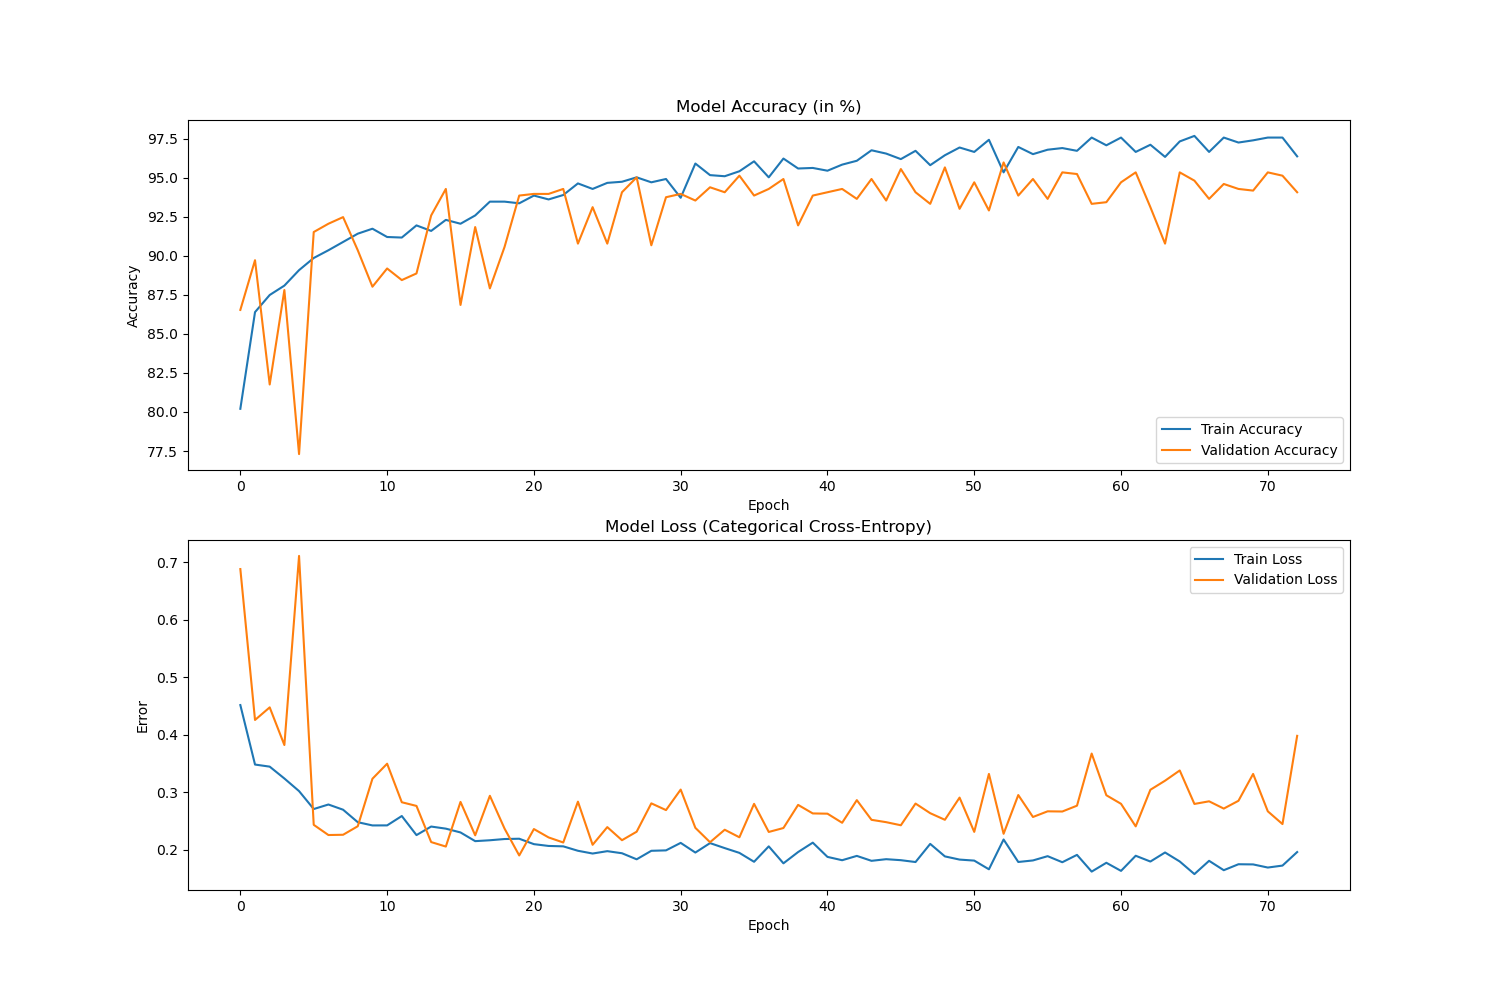 Model Accuracy (in %)
97.5
95.0
92.5
90.0
87.5
85.0
82.5
80.0
77.5
Accuracy
Train Accuracy
Validation Accuracy
0 10 20 30 40 50 60 70
Epoch
Model Loss (Categorical Cross-Entropy)
0.7
0.6
0.5
0.4
0.3
0.2
Error
Train Loss
Validation Loss
0 10 20 30 40 50 60 70
Epoch